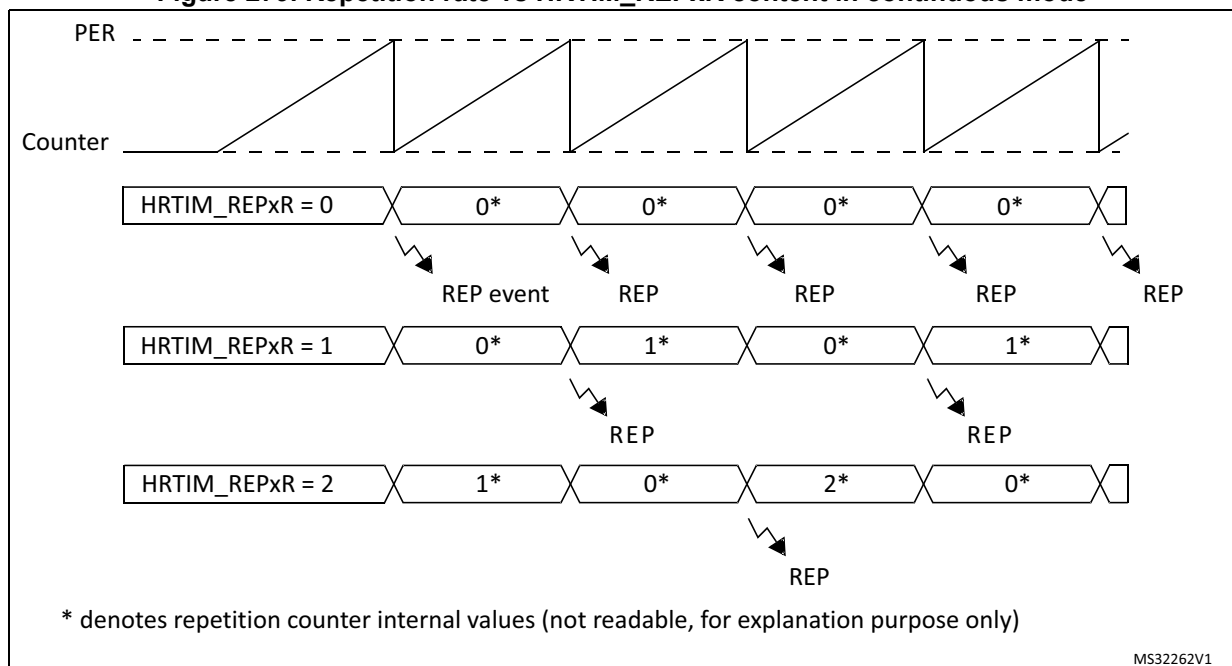 PER
Counter
HRTIM_REPxR = 0 0* 0* 0* 0*
REP event REP REP REP REP
HRTIM_REPxR = 1 0* 1* 0* 1*
REP REP
HRTIM_REPxR = 2 1* 0* 2* 0*
REP
* denotes repetition counter internal values (not readable, for explanation purpose only)
MS32262V1